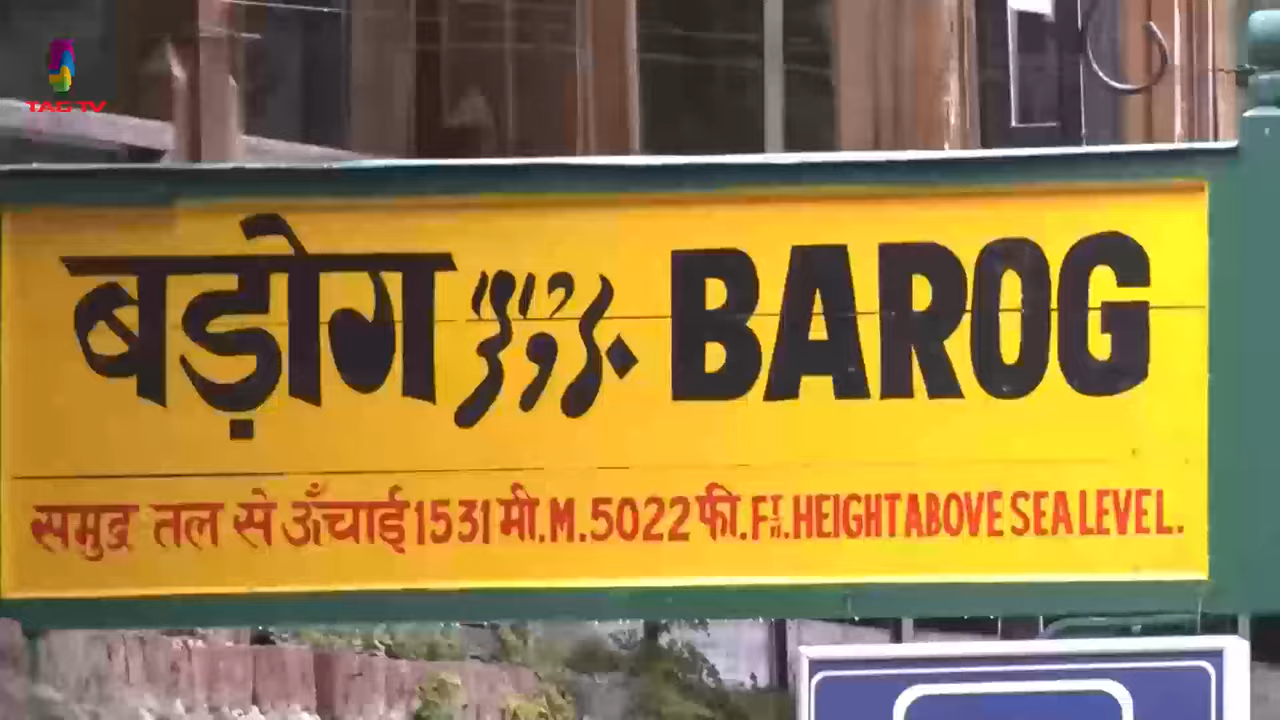 TAG TV
बड़ोग BAROG
समुद्र तल से ऊँचाई 1531 मी.M.5022 फी.FT.HEIGHT ABOVE SEA LEVEL.